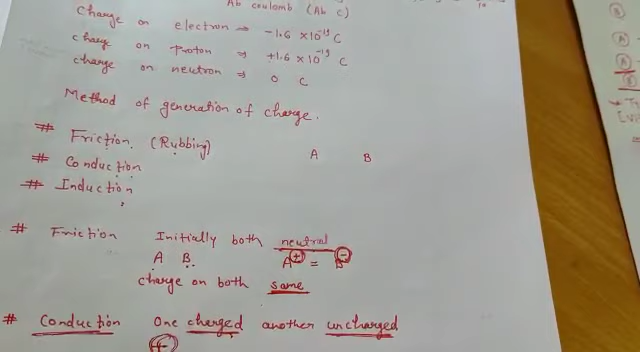 Ab coulomb (Ab C)
Charge on electron ⇒ -1.6 × 10⁻¹⁹ C
charge on Proton ⇒ +1.6 × 10⁻¹⁹ C
charge on neutron ⇒ 0 C
Method of generation of charge.
# Friction. (Rubbing) A B
# Conduction
# Induction
# Friction Initially both neutral
A B A⊕ = B⊖
charge on both same
# Conduction One charged another uncharged
⊕